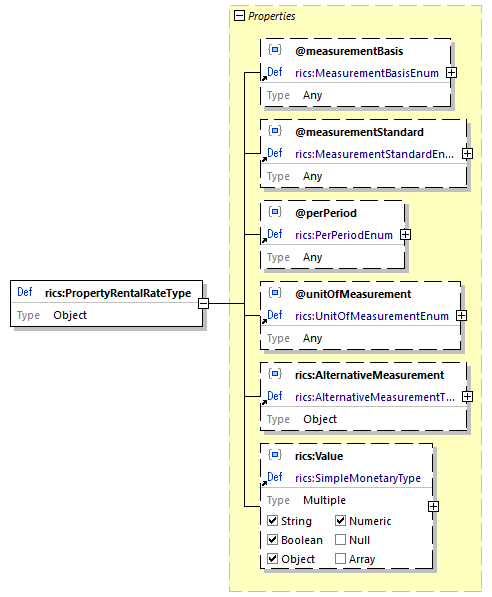 Properties
@measurementBasis
Def rics:MeasurementBasisEnum
Type Any
@measurementStandard
Def rics:MeasurementStandardEn...
Type Any
@perPeriod
Def rics:PerPeriodEnum
Type Any
Def rics:PropertyRentalRateType
Type Object
@unitOfMeasurement
Def rics:UnitOfMeasurementEnum
Type Any
rics:AlternativeMeasurement
Def rics:AlternativeMeasurementT...
Type Object
rics:Value
Def rics:SimpleMonetaryType
Type Multiple
String Numeric
Boolean Null
Object Array